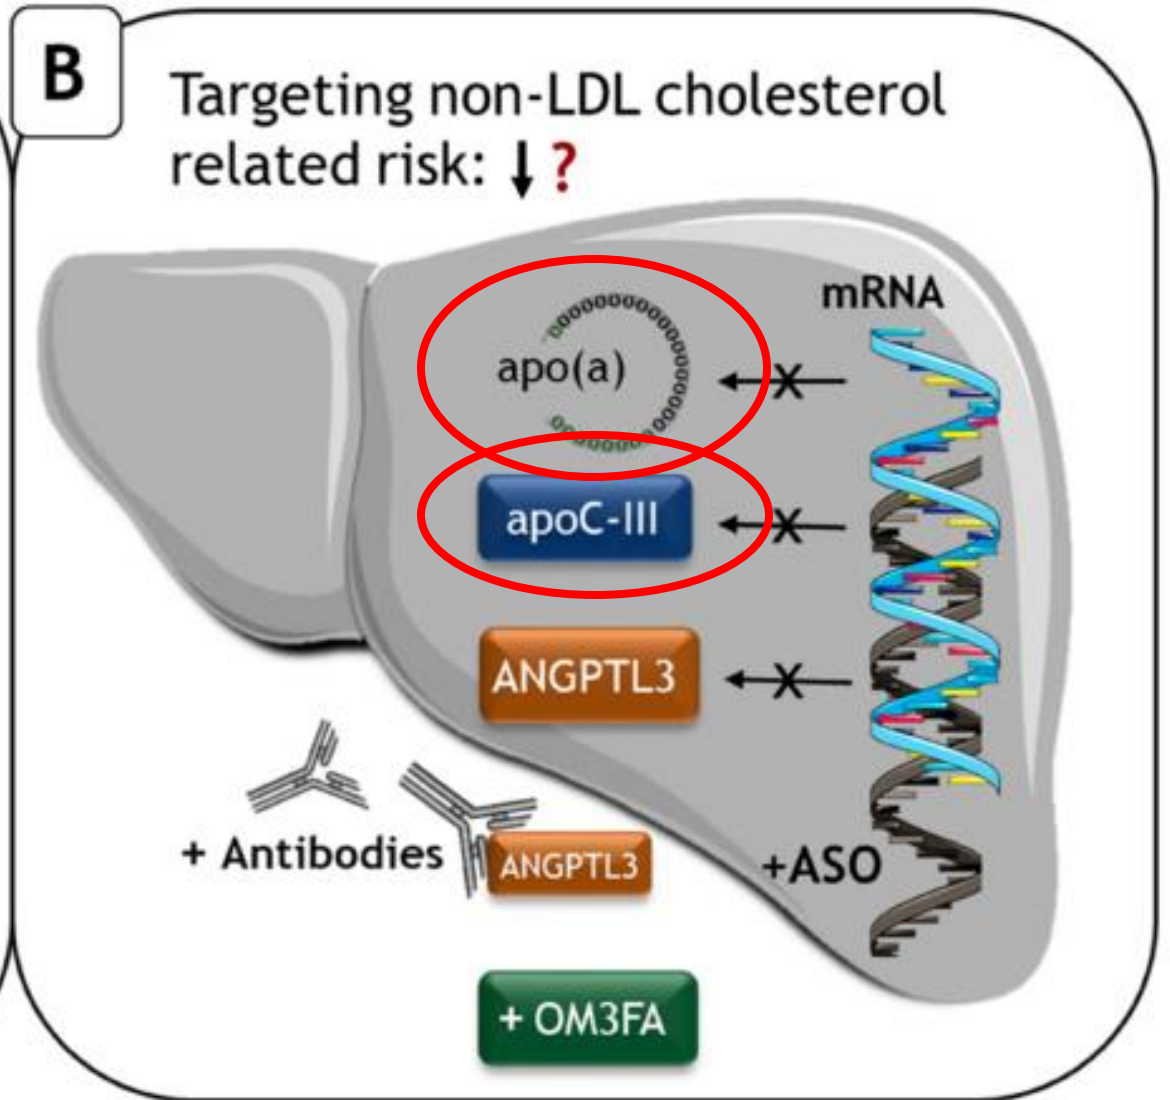 B
Targeting non-LDL cholesterol
related risk: ↓ ?
mRNA
apo(a)
X
apoC-III
X
ANGPTL3
X
+ Antibodies
ANGPTL3
+ASO
+ OM3FA